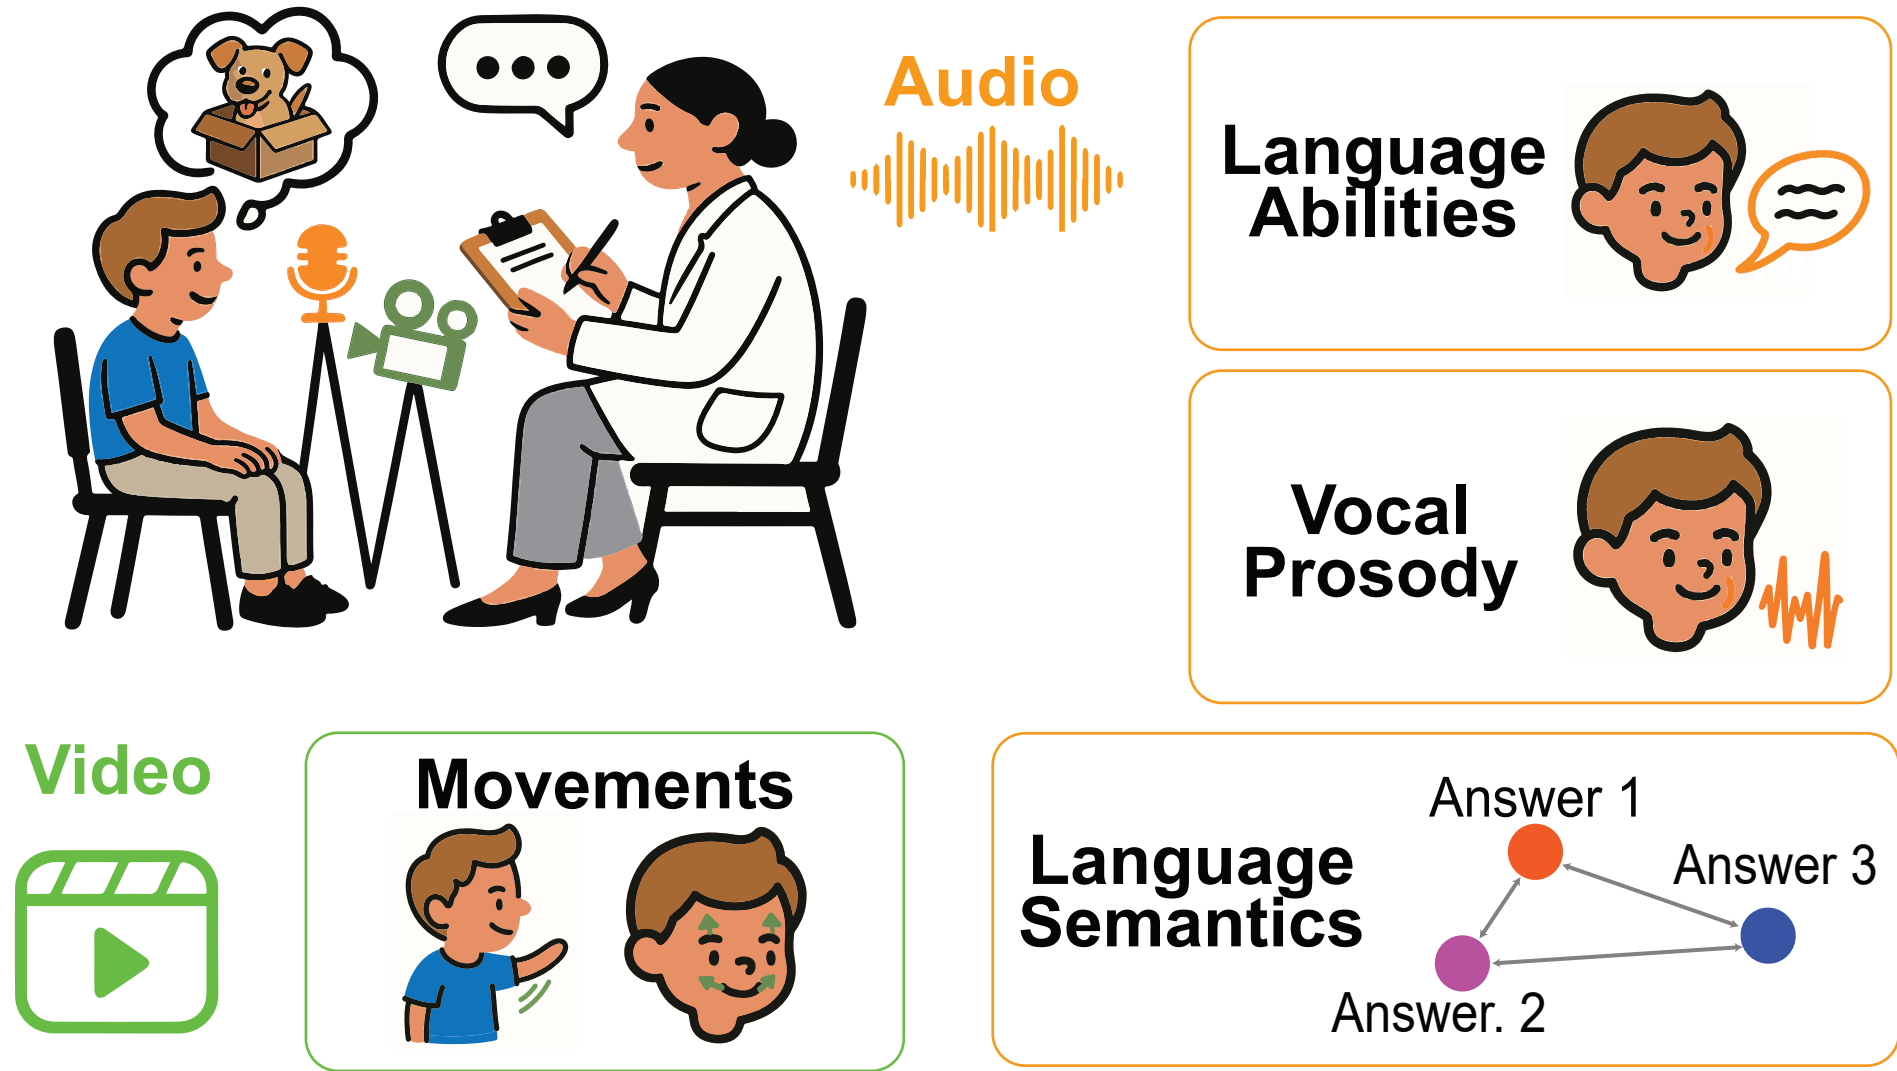 Audio
Language
Abilities
Vocal
Prosody
Video
Movements
Language
Semantics
Answer 1
Answer 3
Answer. 2